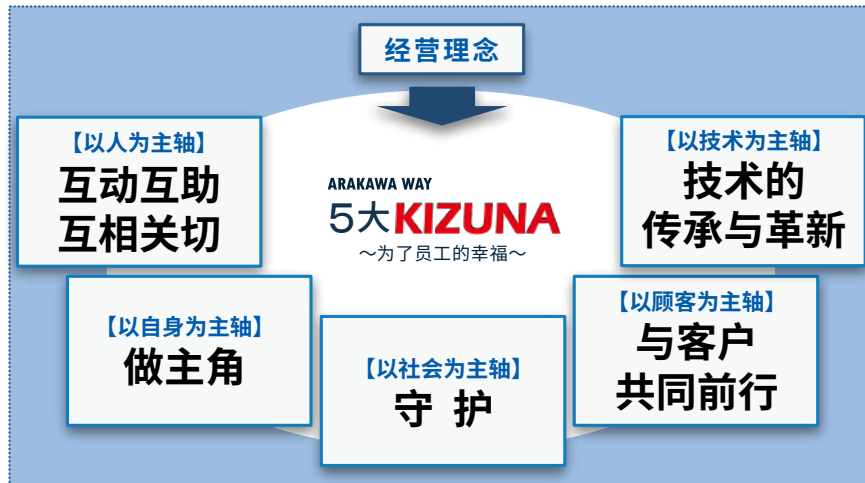 经营理念
【以人为主轴】
互动互助
互相关切
【以技术为主轴】
技术的
传承与革新
ARAKAWA WAY
5大KIZUNA
～为了员工的幸福～
【以自身为主轴】
做主角
【以社会为主轴】
守 护
【以顾客为主轴】
与客户
共同前行